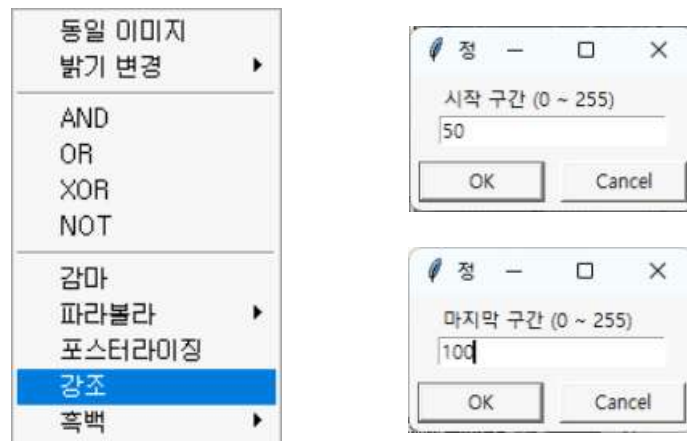 동일 이미지
밝기 변경
AND
OR
XOR
NOT
감마
파라볼라
포스터라이징
강조
흑백
정
시작 구간 (0 ~ 255)
50
OK Cancel
정
마지막 구간 (0 ~ 255)
100
OK Cancel